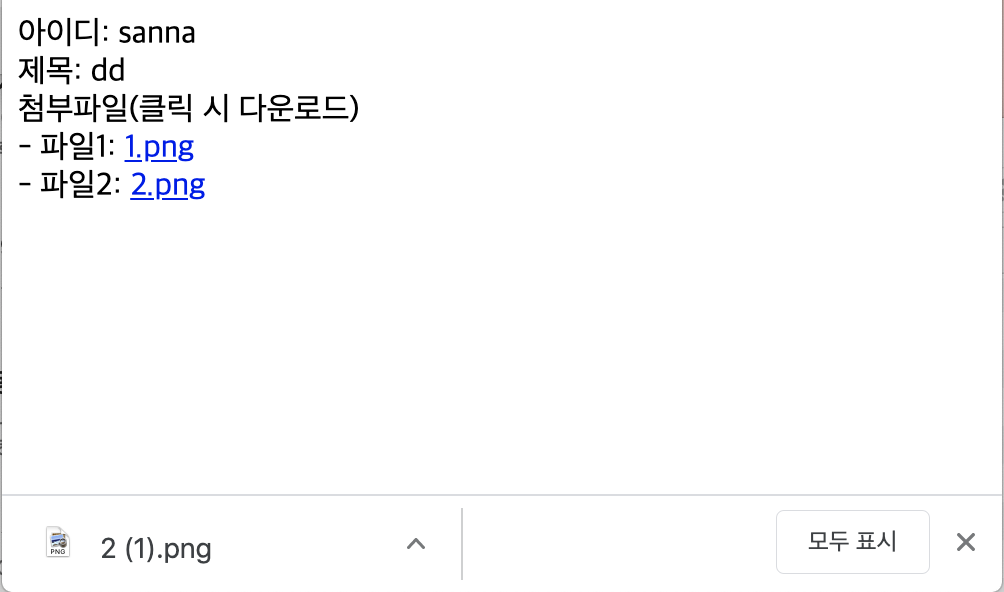 아이디: sanna
제목: dd
첨부파일(클릭 시 다운로드)
- 파일1: 1.png
- 파일2: 2.png
PNG
2 (1).png
모두 표시